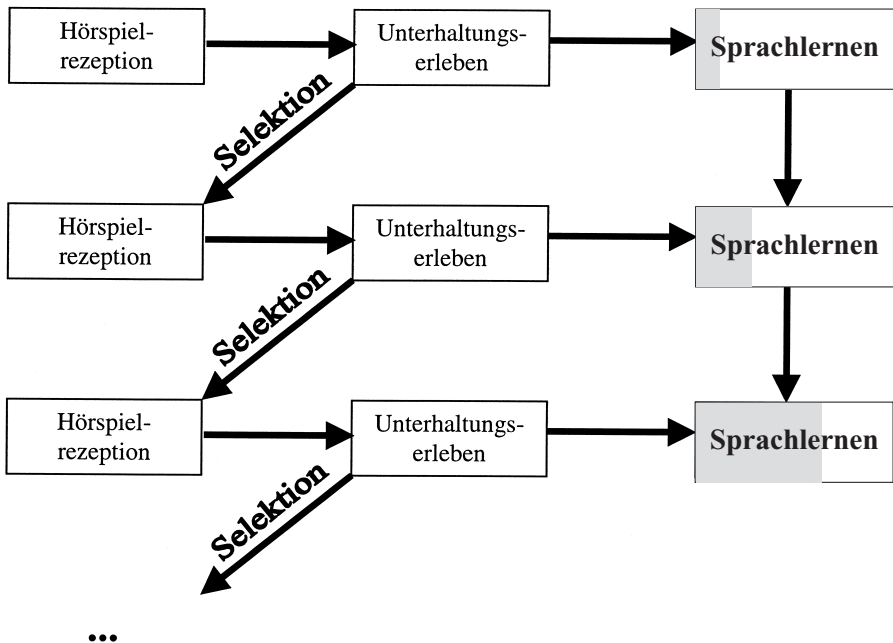 Hörspiel-
rezeption
Unterhaltungs-
erleben
Sprachlernen
Selektion
Hörspiel-
rezeption
Unterhaltungs-
erleben
Sprachlernen
Selektion
Hörspiel-
rezeption
Unterhaltungs-
erleben
Sprachlernen
Selektion
...